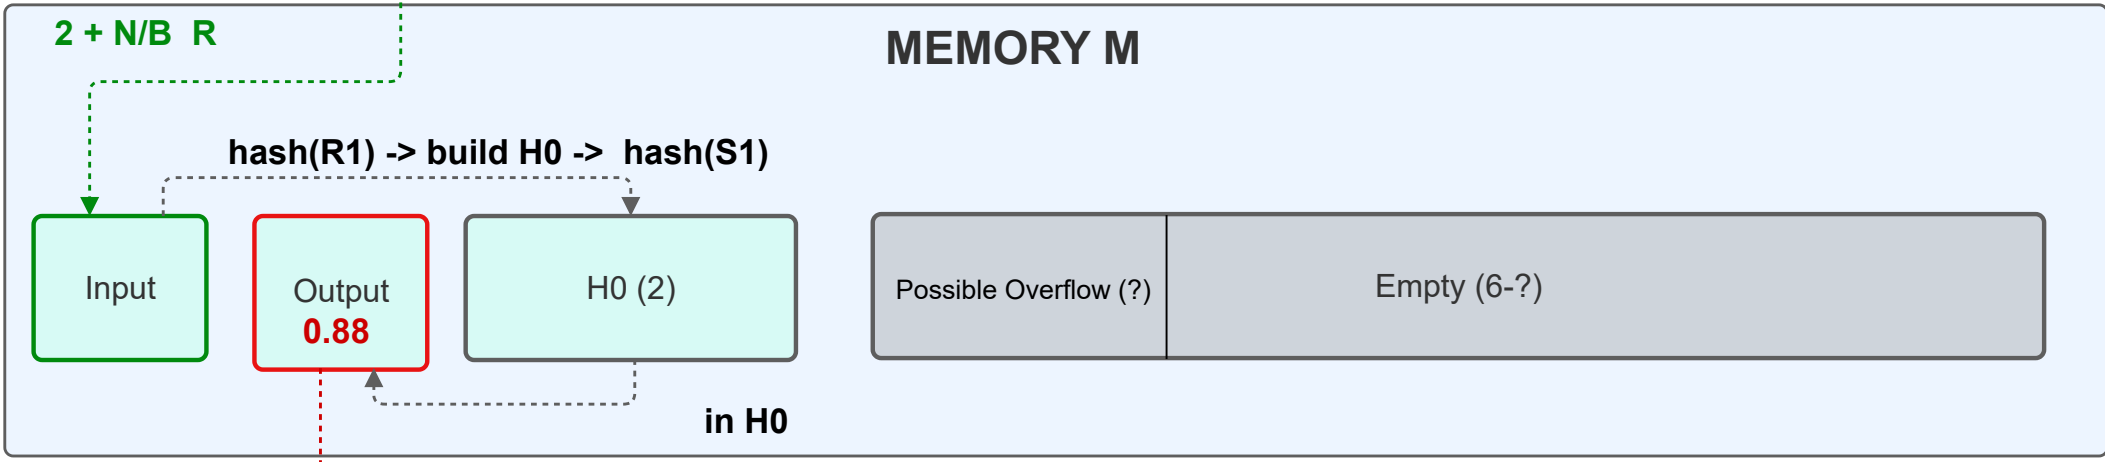 2 + N/B  R
MEMORY M
hash(R1) -> build H0 ->  hash(S1)
Input
Output
0.88
H0 (2)
Possible Overflow (?)
Empty (6-?)
in H0